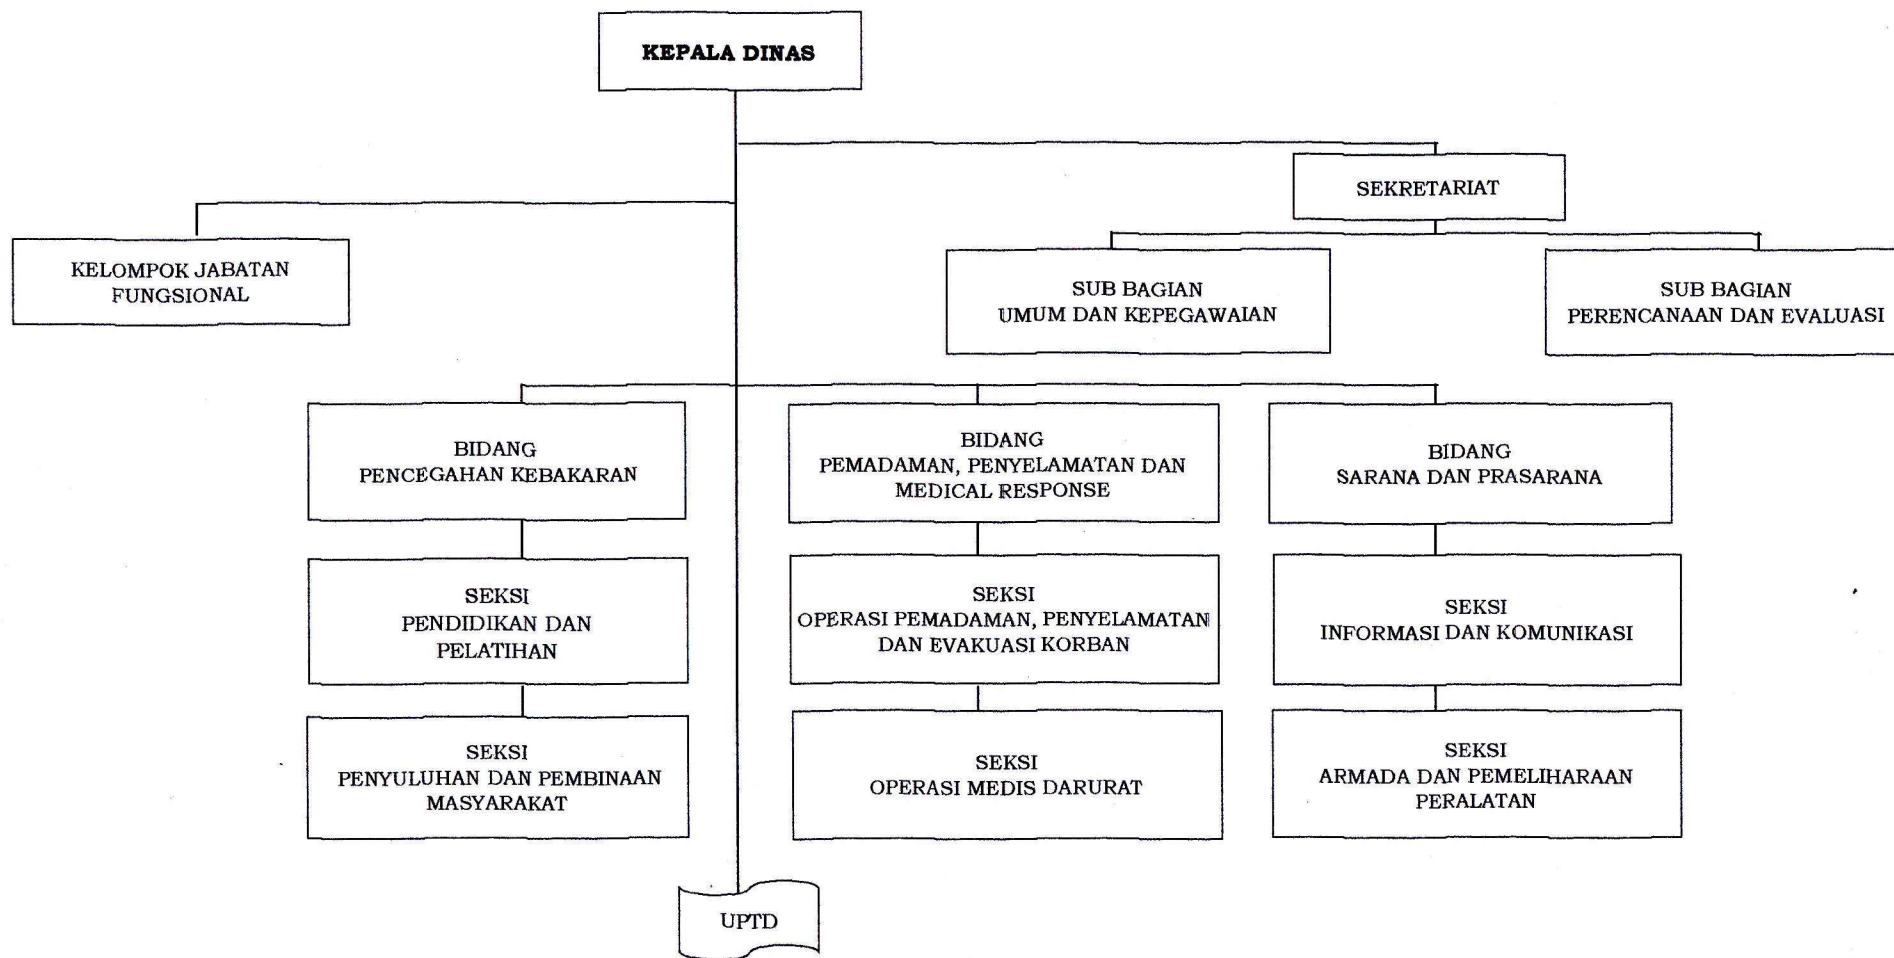 KEPALA DINAS
SEKRETARIAT
KELOMPOK JABATAN
FUNGSIONAL
SUB BAGIAN
UMUM DAN KEPEGAWAIAN
SUB BAGIAN
PERENCANAAN DAN EVALUASI
BIDANG
PENCEGAHAN KEBAKARAN
BIDANG
PEMADAMAN, PENYELAMATAN DAN
MEDICAL RESPONSE
BIDANG
SARANA DAN PRASARANA
SEKSI
PENDIDIKAN DAN
PELATIHAN
SEKSI
OPERASI PEMADAMAN, PENYELAMATAN
DAN EVAKUASI KORBAN
SEKSI
INFORMASI DAN KOMUNIKASI
SEKSI
PENYULUHAN DAN PEMBINAAN
MASYARAKAT
SEKSI
OPERASI MEDIS DARURAT
SEKSI
ARMADA DAN PEMELIHARAAN
PERALATAN
UPTD